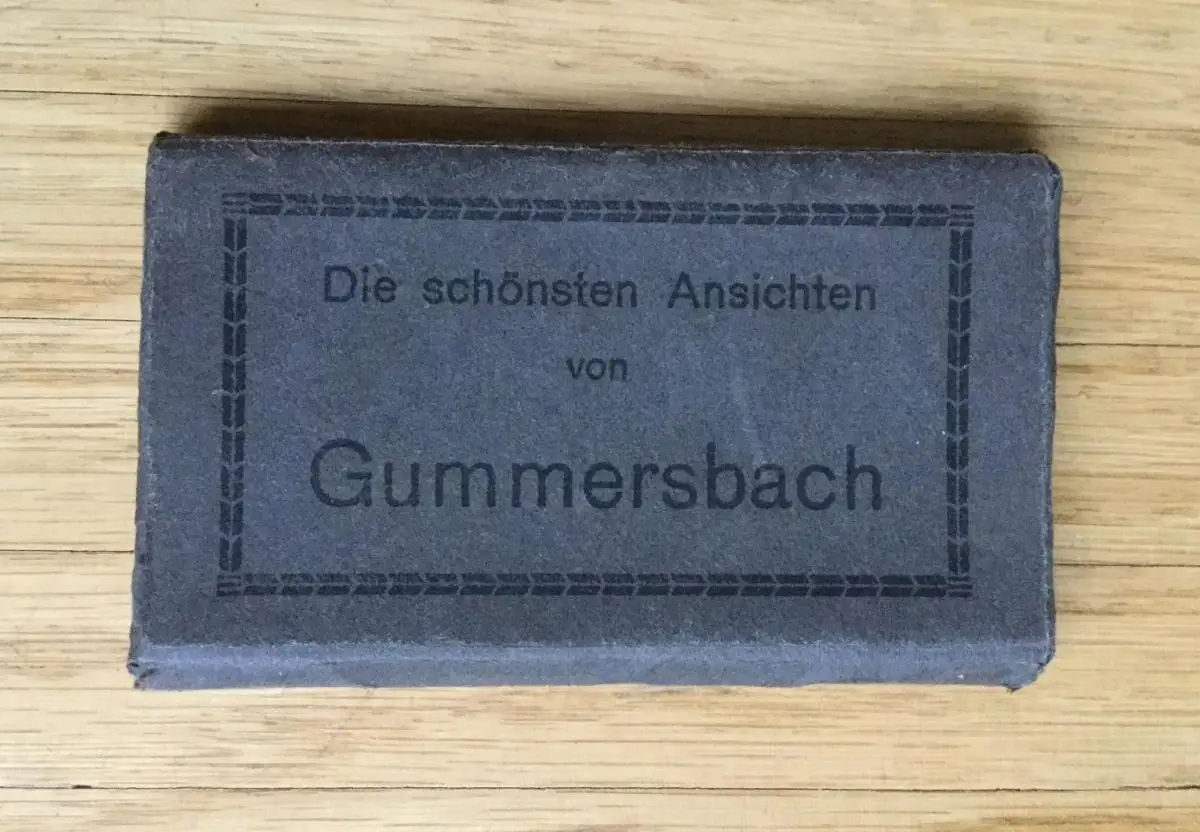 Die schönsten Ansichten
von
Gummersbach